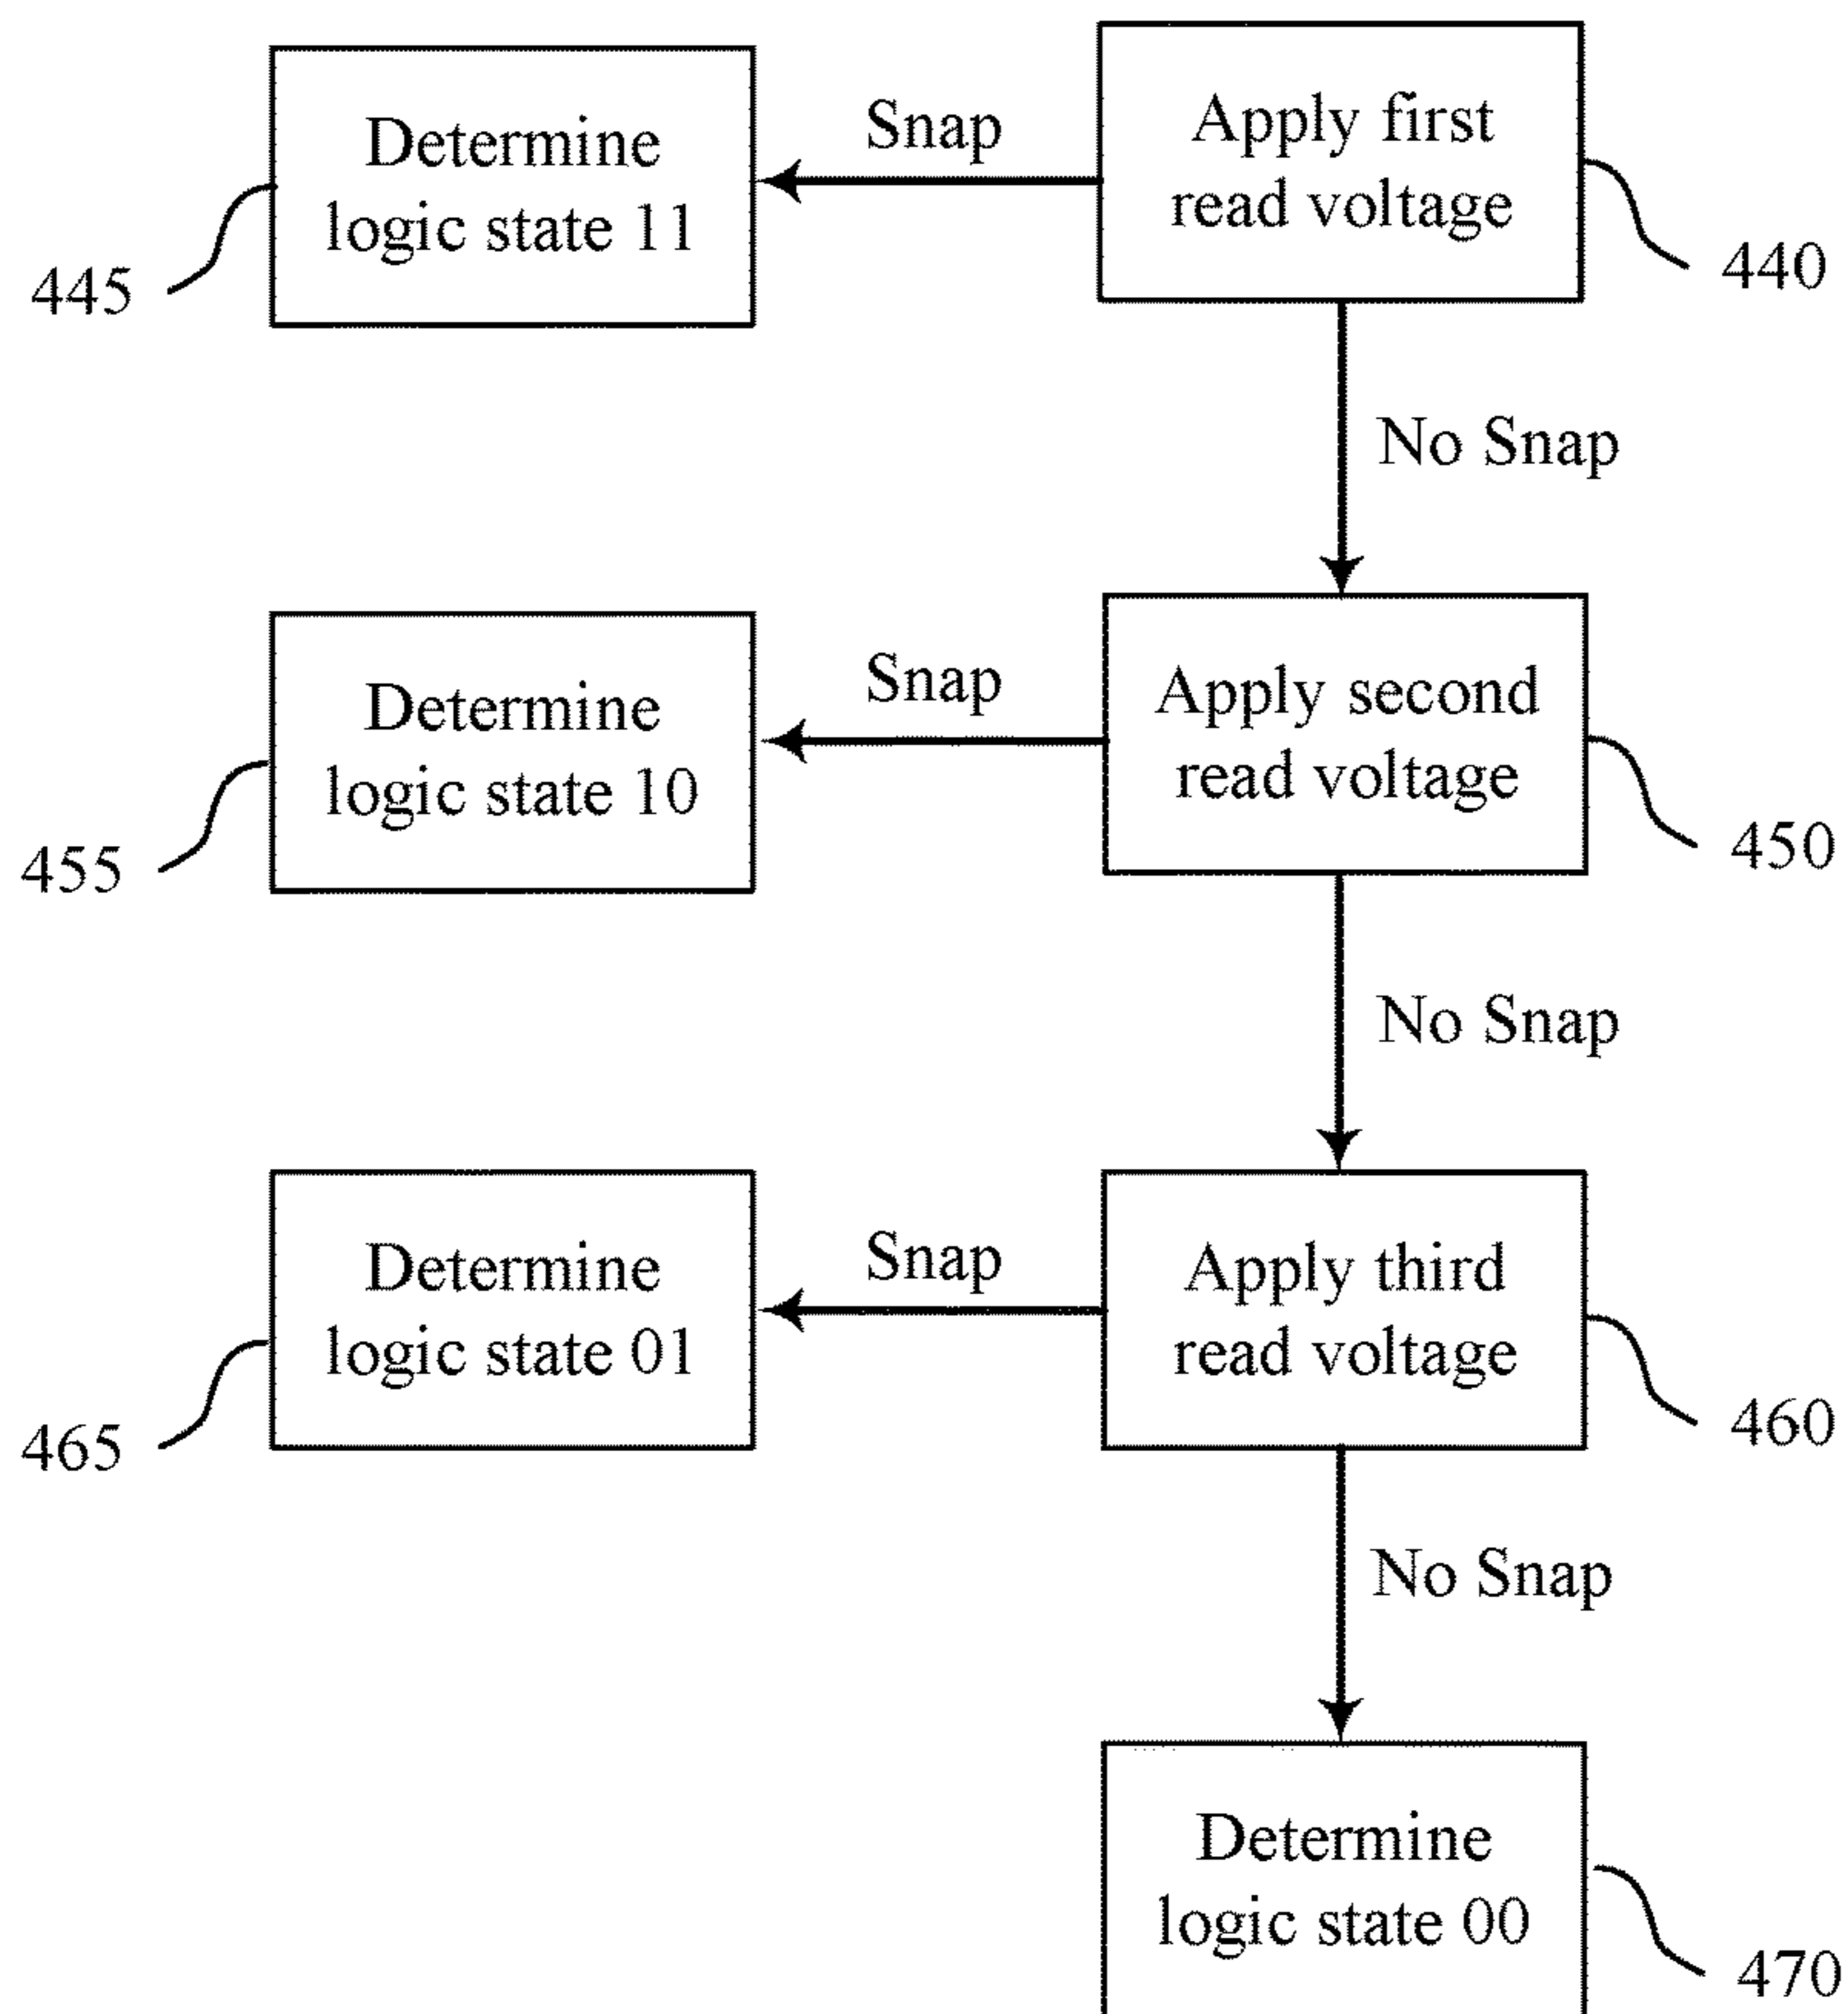 Determine
logic state 11
445
Snap
Apply first
read voltage
440
No Snap
Determine
logic state 10
455
Snap
Apply second
read voltage
450
No Snap
Determine
logic state 01
465
Snap
Apply third
read voltage
460
No Snap
Determine
logic state 00
470